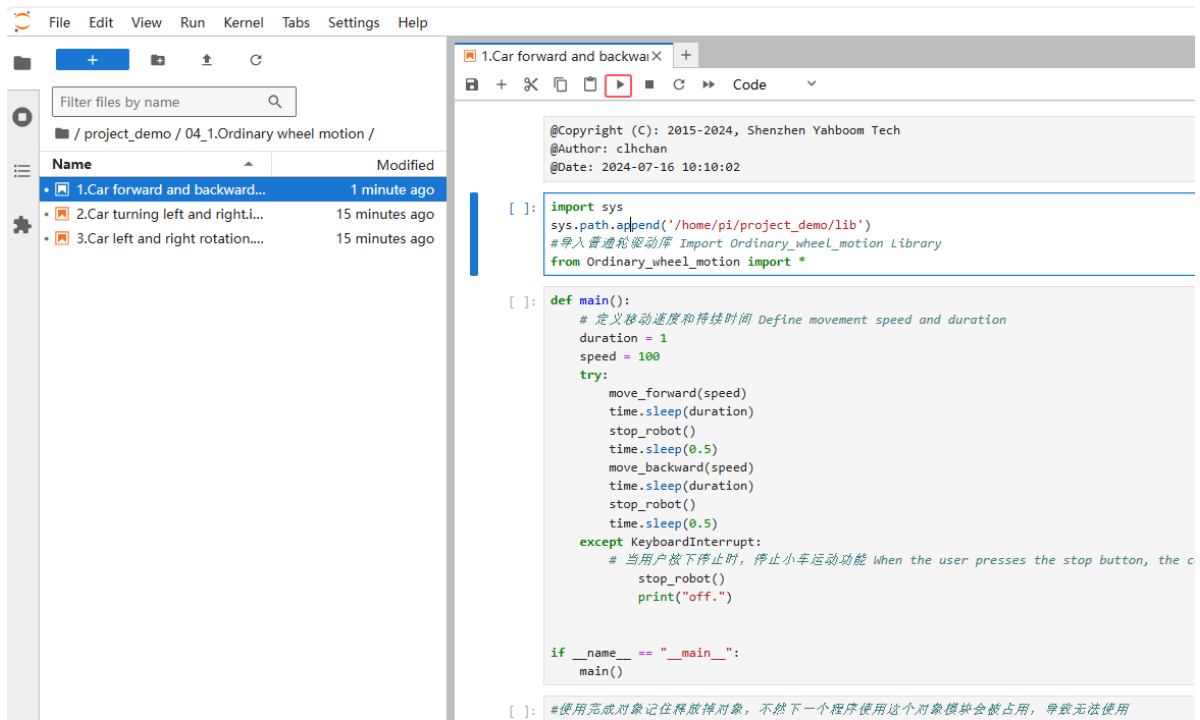 File Edit View Run Kernel Tabs Settings Help
Filter files by name
/ project_demo / 04_1.Ordinary wheel motion /
Name Modified
1.Car forward and backward... 1 minute ago
2.Car turning left and right.i... 15 minutes ago
3.Car left and right rotation.... 15 minutes ago
1.Car forward and backwar
Code
@Copyright (C): 2015-2024, Shenzhen Yahboom Tech
@Author: clhchan
@Date: 2024-07-16 10:10:02
[ ]: import sys
sys.path.append('/home/pi/project_demo/lib')
#导入普通轮驱动库 Import Ordinary_wheel_motion Library
from Ordinary_wheel_motion import *
[ ]: def main():
# 定义移动速度和持续时间 Define movement speed and duration
duration = 1
speed = 100
try:
move_forward(speed)
time.sleep(duration)
stop_robot()
time.sleep(0.5)
move_backward(speed)
time.sleep(duration)
stop_robot()
time.sleep(0.5)
except KeyboardInterrupt:
# 当用户按下停止时，停止小车运动功能 When the user presses the stop button, the c
stop_robot()
print("off.")
if __name__ == "__main__":
main()
[ ]: #使用完成对象记住释放掉对象，不然下一个程序使用这个对象模块会被占用，导致无法使用